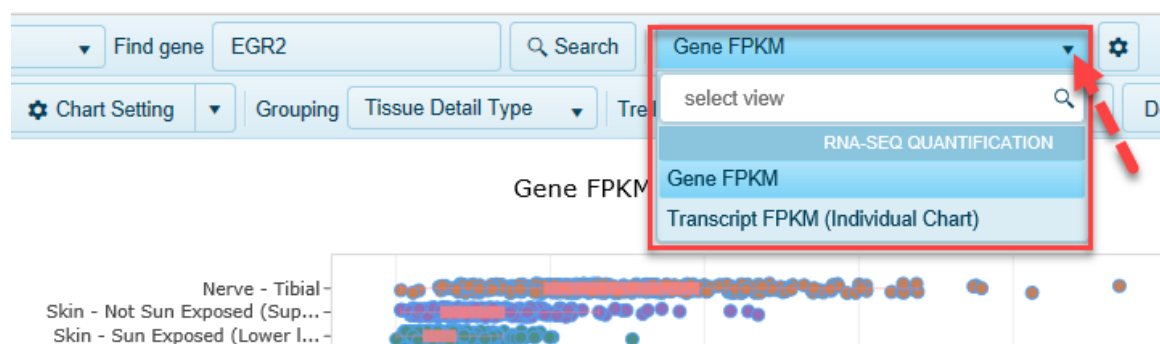 Find gene EGR2 Search Gene FPKM
Chart Setting Grouping Tissue Detail Type
select view
RNA-SEQ QUANTIFICATION
Gene FPKM
Transcript FPKM (Individual Chart)
Gene FPKM
Nerve - Tibial
Skin - Not Sun Exposed (Sup...
Skin - Sun Exposed (Lower l...